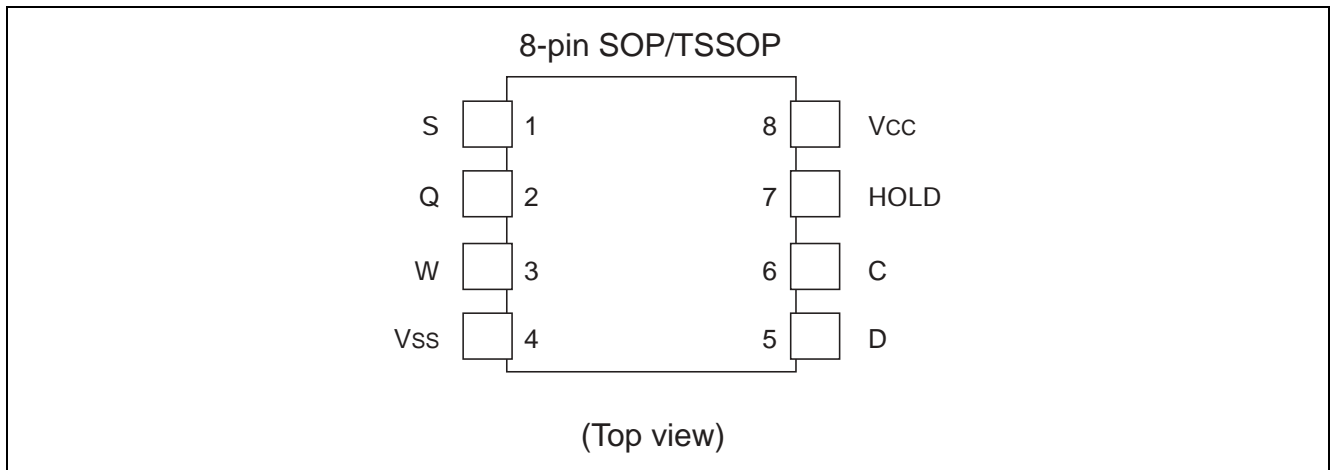 8-pin SOP/TSSOP
S 1 8 VCC
Q 2 7 HOLD
W 3 6 C
VSS 4 5 D
(Top view)